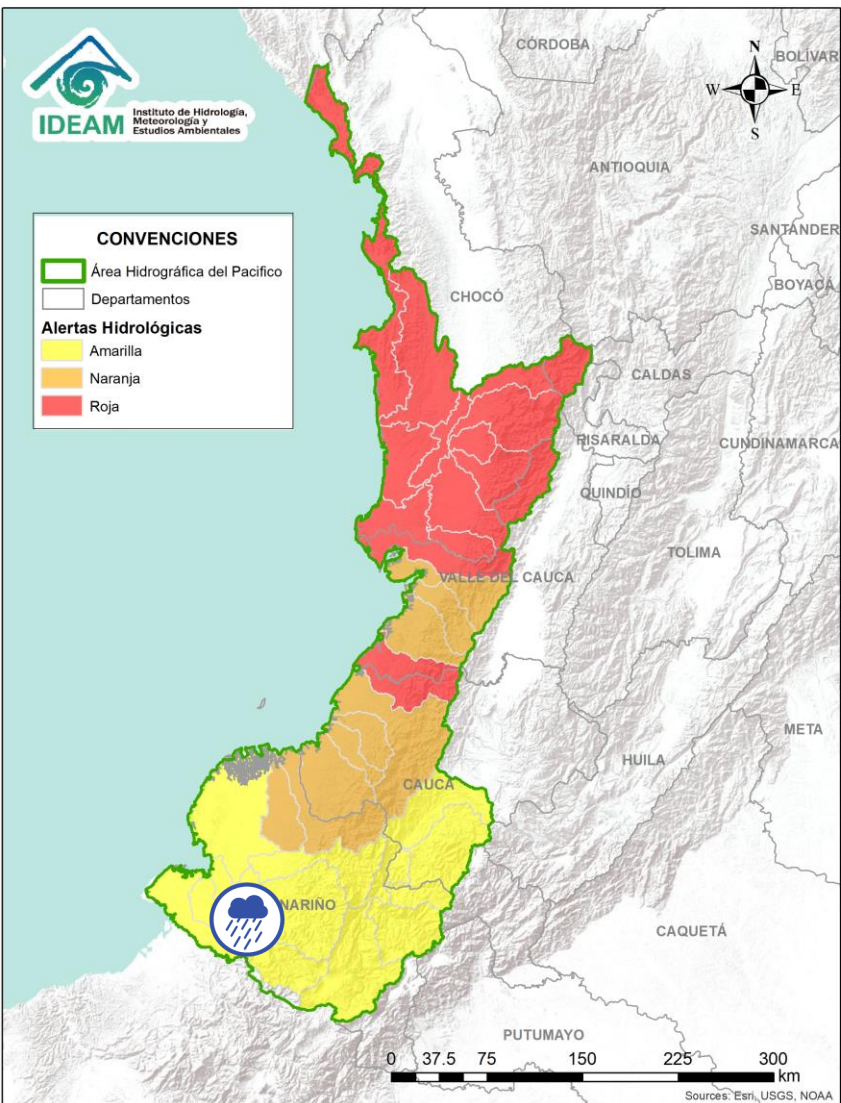 IDEAM
Instituto de Hidrología,
Meteorología y
Estudios Ambientales
CÓRDOBA
BOLÍVAR
N
W
E
S
ANTIOQUIA
SANTANDER
CONVENCIONES
Área Hidrográfica del Pacifico
Departamentos
Alertas Hidrológicas
Amarilla
Naranja
Roja
BOYACÁ
CHOCÓ
CALDAS
RISARALDA
CUNDINAMARCA
QUINDÍO
TOLIMA
VALLE DEL CAUCA
META
HUILA
CAUCA
NARIÑO
CAQUETÁ
PUTUMAYO
0 37.5 75 150 225 300
km
Sources: Esri, USGS, NOAA